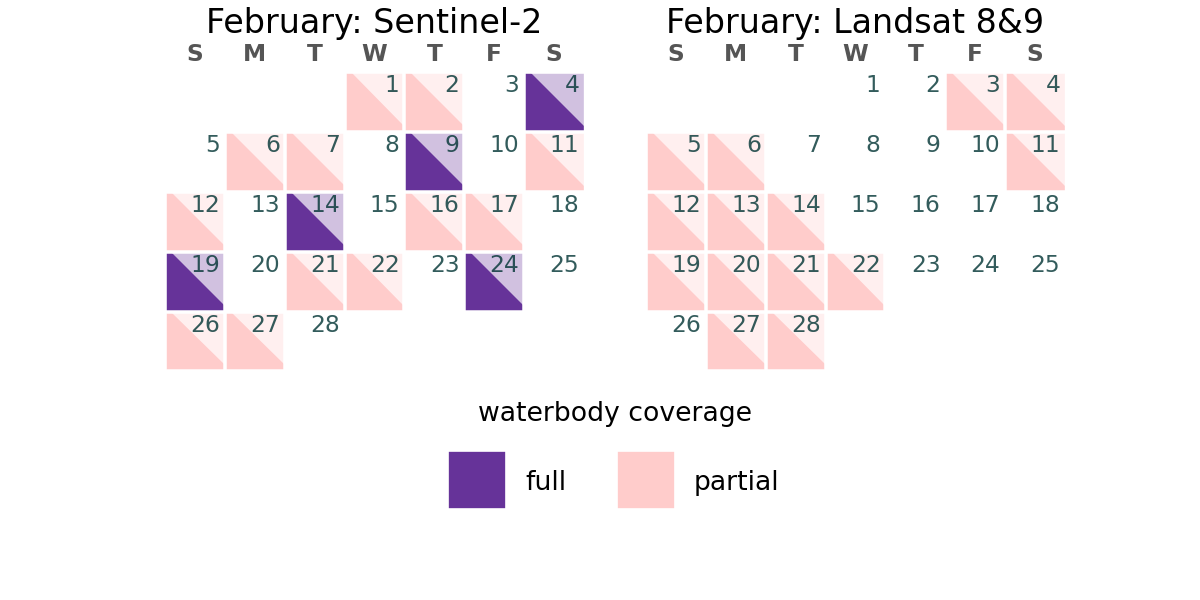 February: Sentinel-2
S M T W T F S
1 2 3 4
5 6 7 8 9 10 11
12 13 14 15 16 17 18
19 20 21 22 23 24 25
26 27 28
February: Landsat 8&9
S M T W T F S
1 2 3 4
5 6 7 8 9 10 11
12 13 14 15 16 17 18
19 20 21 22 23 24 25
26 27 28
waterbody coverage
full partial